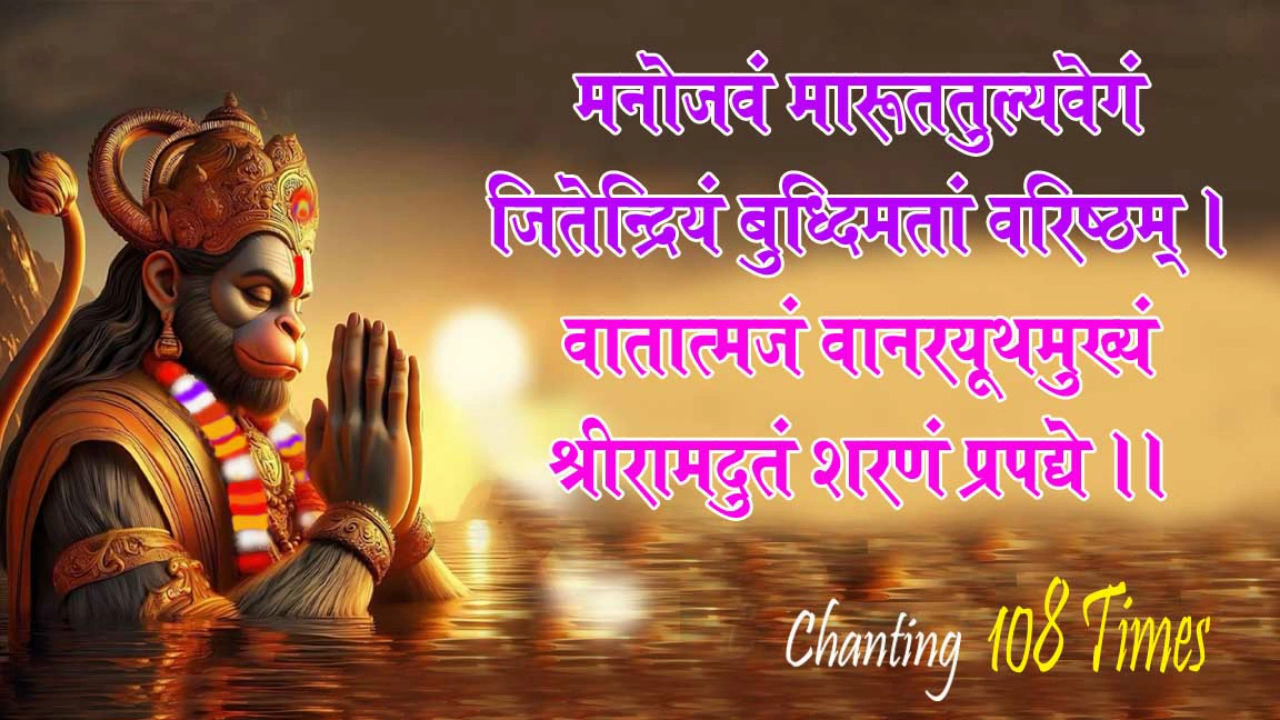 मनोजवं मारूततुल्यवेगं
जितेन्द्रियं बुध्दिमतां वरिष्ठम् ।
वातात्मजं वानरयूथमुख्यं
श्रीरामदुतं शरणं प्रपद्ये ।।
Chanting 108 Times